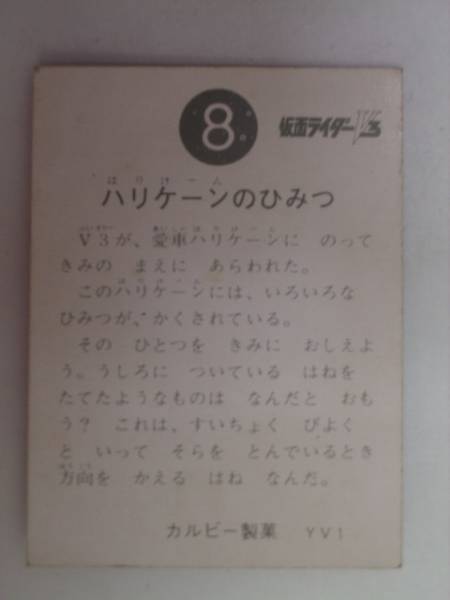 8
仮面ライダーV3
はりけーん
ハリケーンのひみつ
V3が、愛車ハリケーンに のって
きみの まえに あらわれた。
このハリケーンには、いろいろな
ひみつが、かくされている。
その ひとつを きみに おしえよ
う。うしろに ついている はねを
たてたようなものは なんだと おも
う? これは、すいちょく びよく
と いって そらを とんでいるとき
方向を かえる はね なんだ。
カルビー製菓 YV1